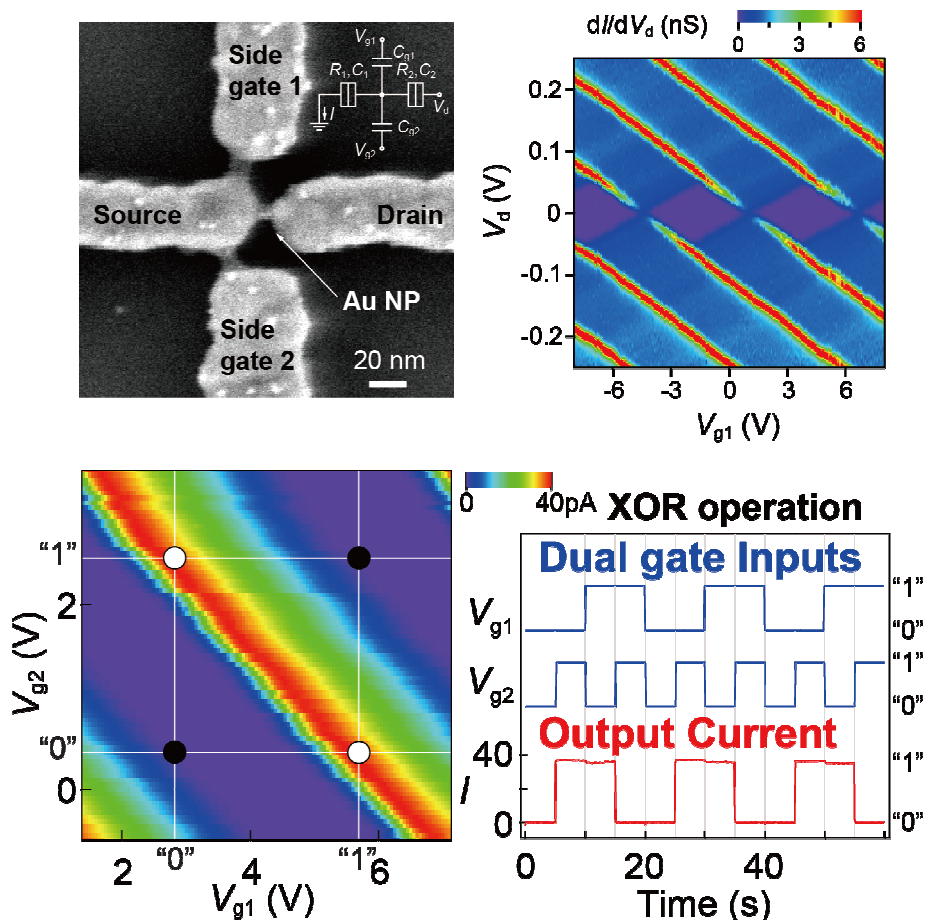 Side
gate 1
V_g1
C_g1
R_1,C_1
R_2,C_2
I
V_d
C_g2
V_g2
Source
Drain
Au NP
Side
gate 2
20 nm
dI/dV_d (nS)
0 3 6
V_d (V)
0.2
0.1
0
-0.1
-0.2
-6 -3 0 3 6
V_g1 (V)
0 40pA
V_g2 (V)
“1”
2
“0”
0
2 “0” 4 “1” 6
V_g1 (V)
XOR operation
Dual gate Inputs
V_g1
“1”
“0”
V_g2
“1”
“0”
Output Current
I
40
0
“1”
“0”
0 20 40
Time (s)